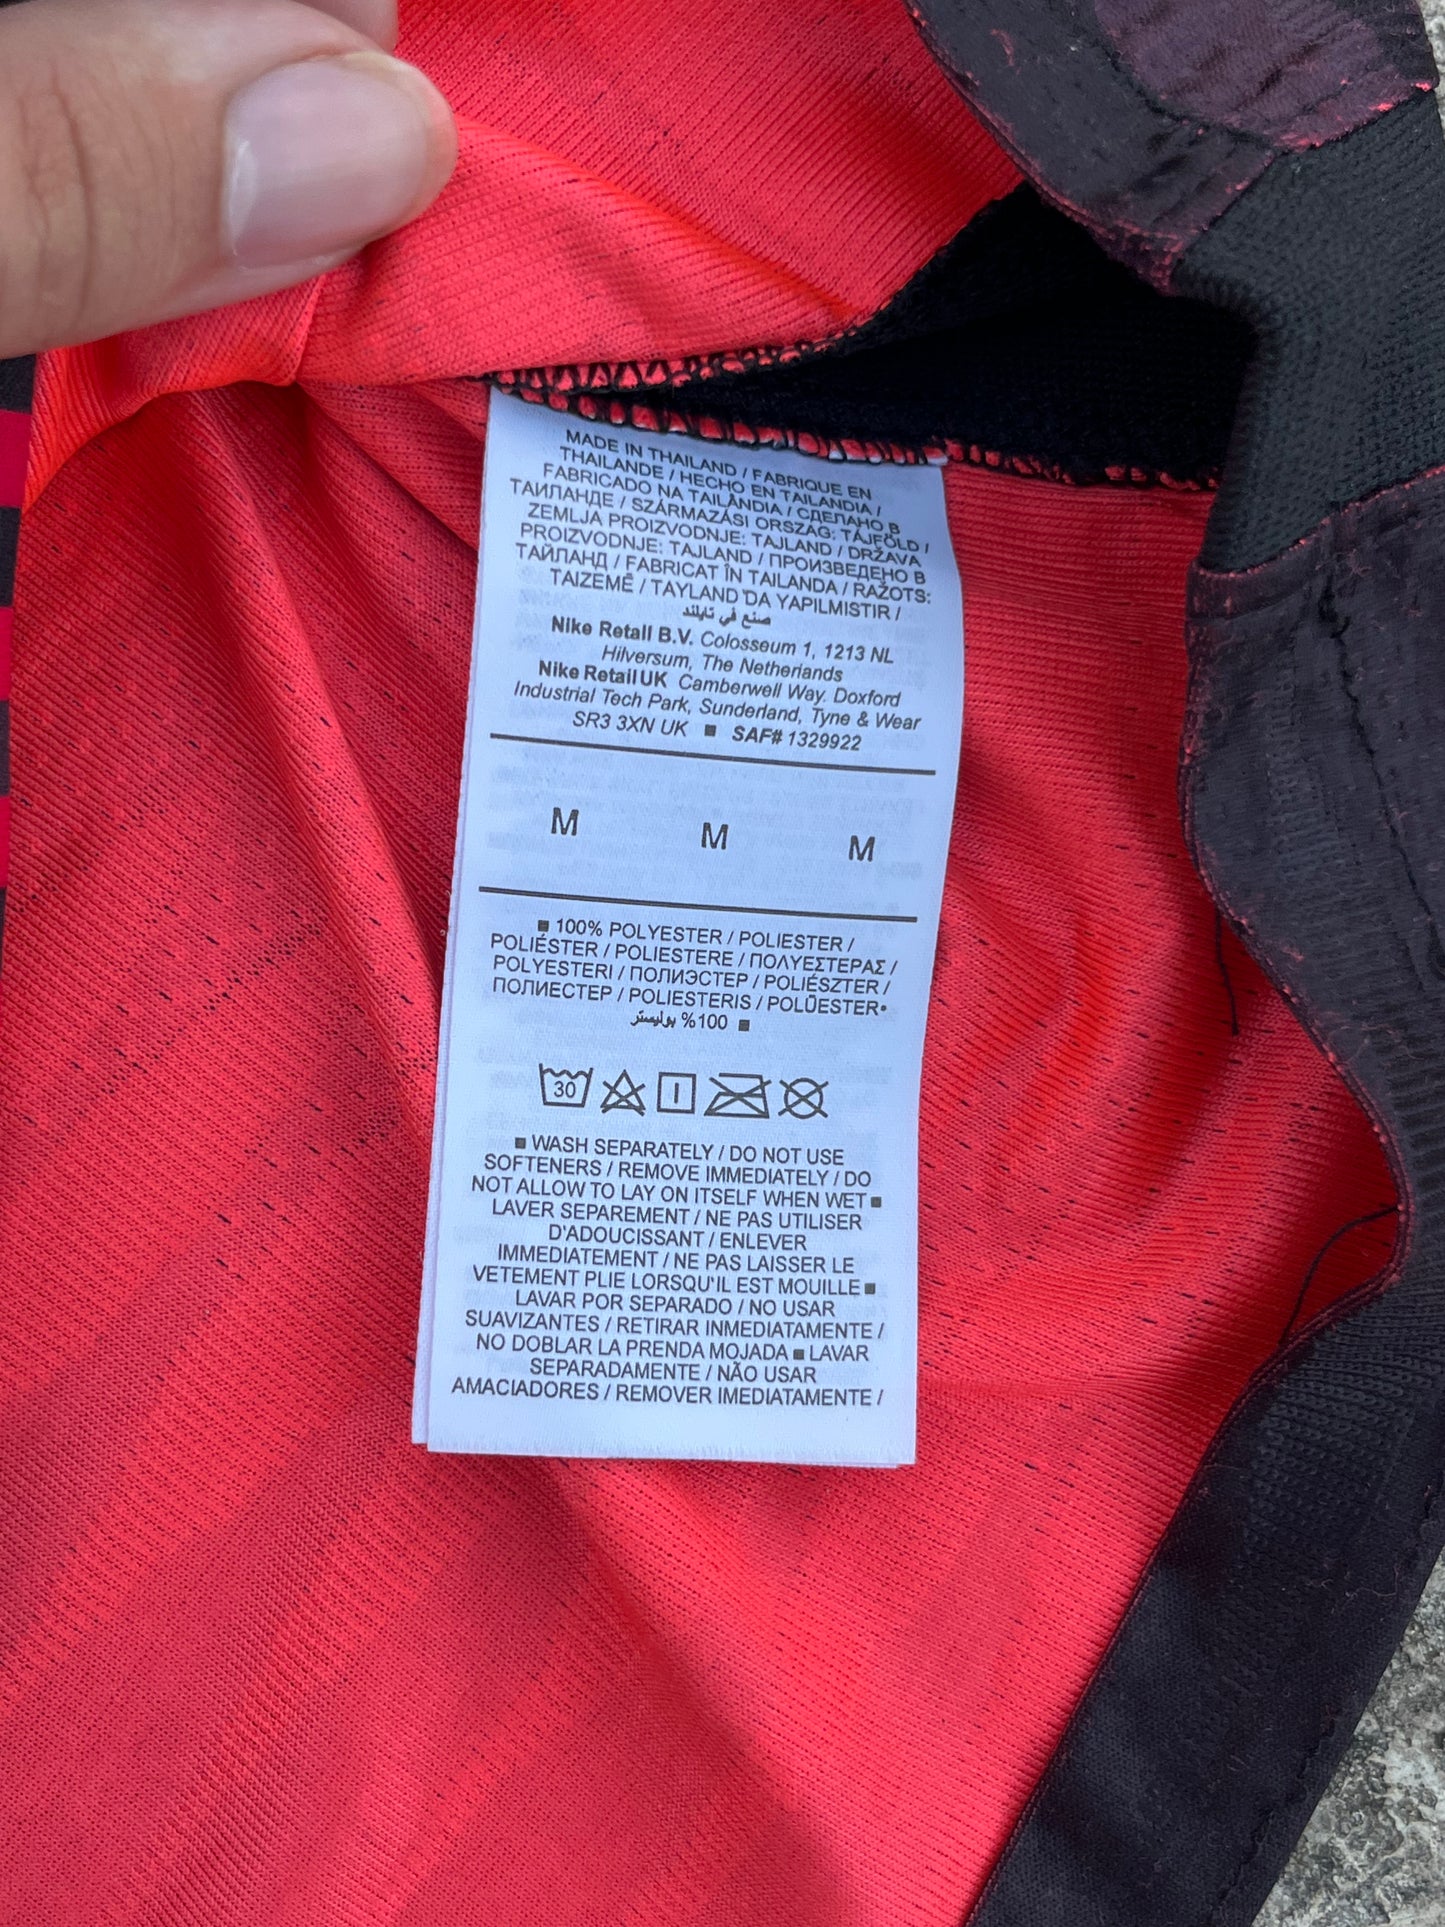 MADE IN THAILAND / FABRIQUE EN
THAILANDE / HECHO EN TAILANDIA /
FABRICADO NA TAILÂNDIA / СДЕЛАНО В
ТАИЛАНДЕ / SZÁRMAZÁSI ORSZÁG: TÁJFÖLD /
ZEMLJA PROIZVODNJE: TAJLAND / DRŽAVA
PROIZVODNJE: TAJLAND / ПРОИЗВЕДЕНО В
ТАЙЛАНД / FABRICAT ÎN TAILANDA / RAŽOTS:
TAIZEMĒ / TAYLAND'DA YAPILMISTIR /
صنع في تايلند
Nike Retail B.V. Colosseum 1, 1213 NL
Hilversum, The Netherlands
Nike Retail UK Camberwell Way. Doxford
Industrial Tech Park, Sunderland, Tyne & Wear
SR3 3XN UK ■ SAF# 1329922
M M M
■ 100% POLYESTER / POLIESTER /
POLIÉSTER / POLIESTERE / ΠΟΛΥΕΣΤΕΡΑΣ /
POLYESTERI / ПОЛИЭСТЕР / POLIÉSZTER /
ПОЛИЕСТЕР / POLIESTERIS / POLÜESTER•
100% بوليستر ■
30
■ WASH SEPARATELY / DO NOT USE
SOFTENERS / REMOVE IMMEDIATELY / DO
NOT ALLOW TO LAY ON ITSELF WHEN WET ■
LAVER SEPAREMENT / NE PAS UTILISER
D'ADOUCISSANT / ENLEVER
IMMEDIATEMENT / NE PAS LAISSER LE
VETEMENT PLIE LORSQU'IL EST MOUILLE ■
LAVAR POR SEPARADO / NO USAR
SUAVIZANTES / RETIRAR INMEDIATAMENTE /
NO DOBLAR LA PRENDA MOJADA ■ LAVAR
SEPARADAMENTE / NÃO USAR
AMACIADORES / REMOVER IMEDIATAMENTE /